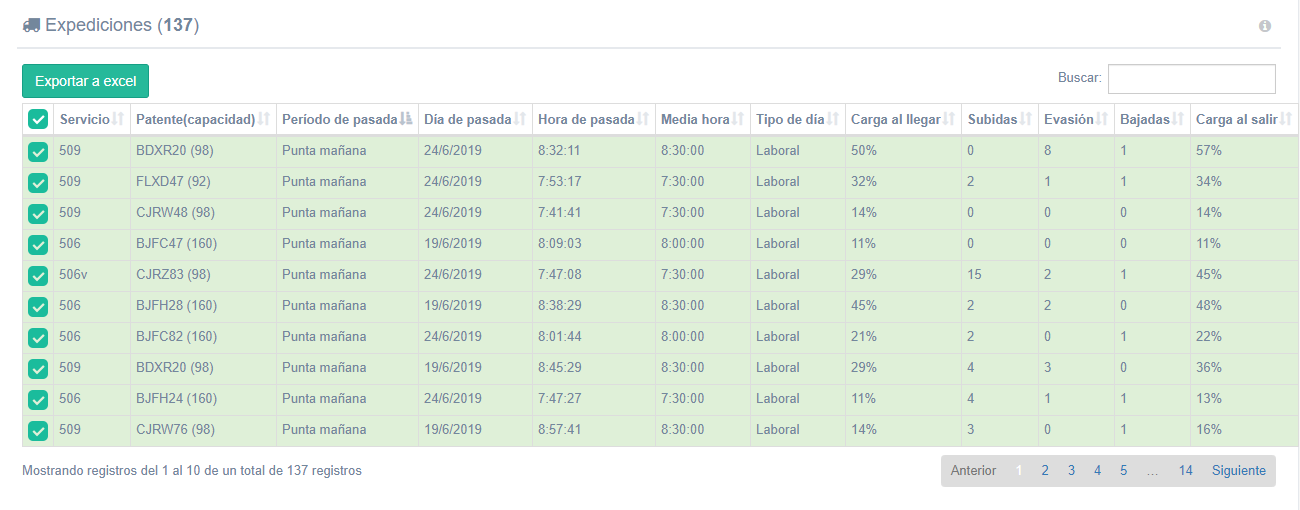 Expediciones (137)
Exportar a excel
Buscar:
Servicio Patente(capacidad) Período de pasada Día de pasada Hora de pasada Media hora Tipo de día Carga al llegar Subidas Evasión Bajadas Carga al salir
509 BDXR20 (98) Punta mañana 24/6/2019 8:32:11 8:30:00 Laboral 50% 0 8 1 57%
509 FLXD47 (92) Punta mañana 24/6/2019 7:53:17 7:30:00 Laboral 32% 2 1 1 34%
509 CJRW48 (98) Punta mañana 24/6/2019 7:41:41 7:30:00 Laboral 14% 0 0 0 14%
506 BJFC47 (160) Punta mañana 19/6/2019 8:09:03 8:00:00 Laboral 11% 0 0 0 11%
506v CJRZ83 (98) Punta mañana 24/6/2019 7:47:08 7:30:00 Laboral 29% 15 2 1 45%
506 BJFH28 (160) Punta mañana 19/6/2019 8:38:29 8:30:00 Laboral 45% 2 2 0 48%
506 BJFC82 (160) Punta mañana 24/6/2019 8:01:44 8:00:00 Laboral 21% 2 0 1 22%
509 BDXR20 (98) Punta mañana 19/6/2019 8:45:29 8:30:00 Laboral 29% 4 3 0 36%
506 BJFH24 (160) Punta mañana 24/6/2019 7:47:27 7:30:00 Laboral 11% 4 1 1 13%
509 CJRW76 (98) Punta mañana 19/6/2019 8:57:41 8:30:00 Laboral 14% 3 0 1 16%
Mostrando registros del 1 al 10 de un total de 137 registros
Anterior 1 2 3 4 5 … 14 Siguiente